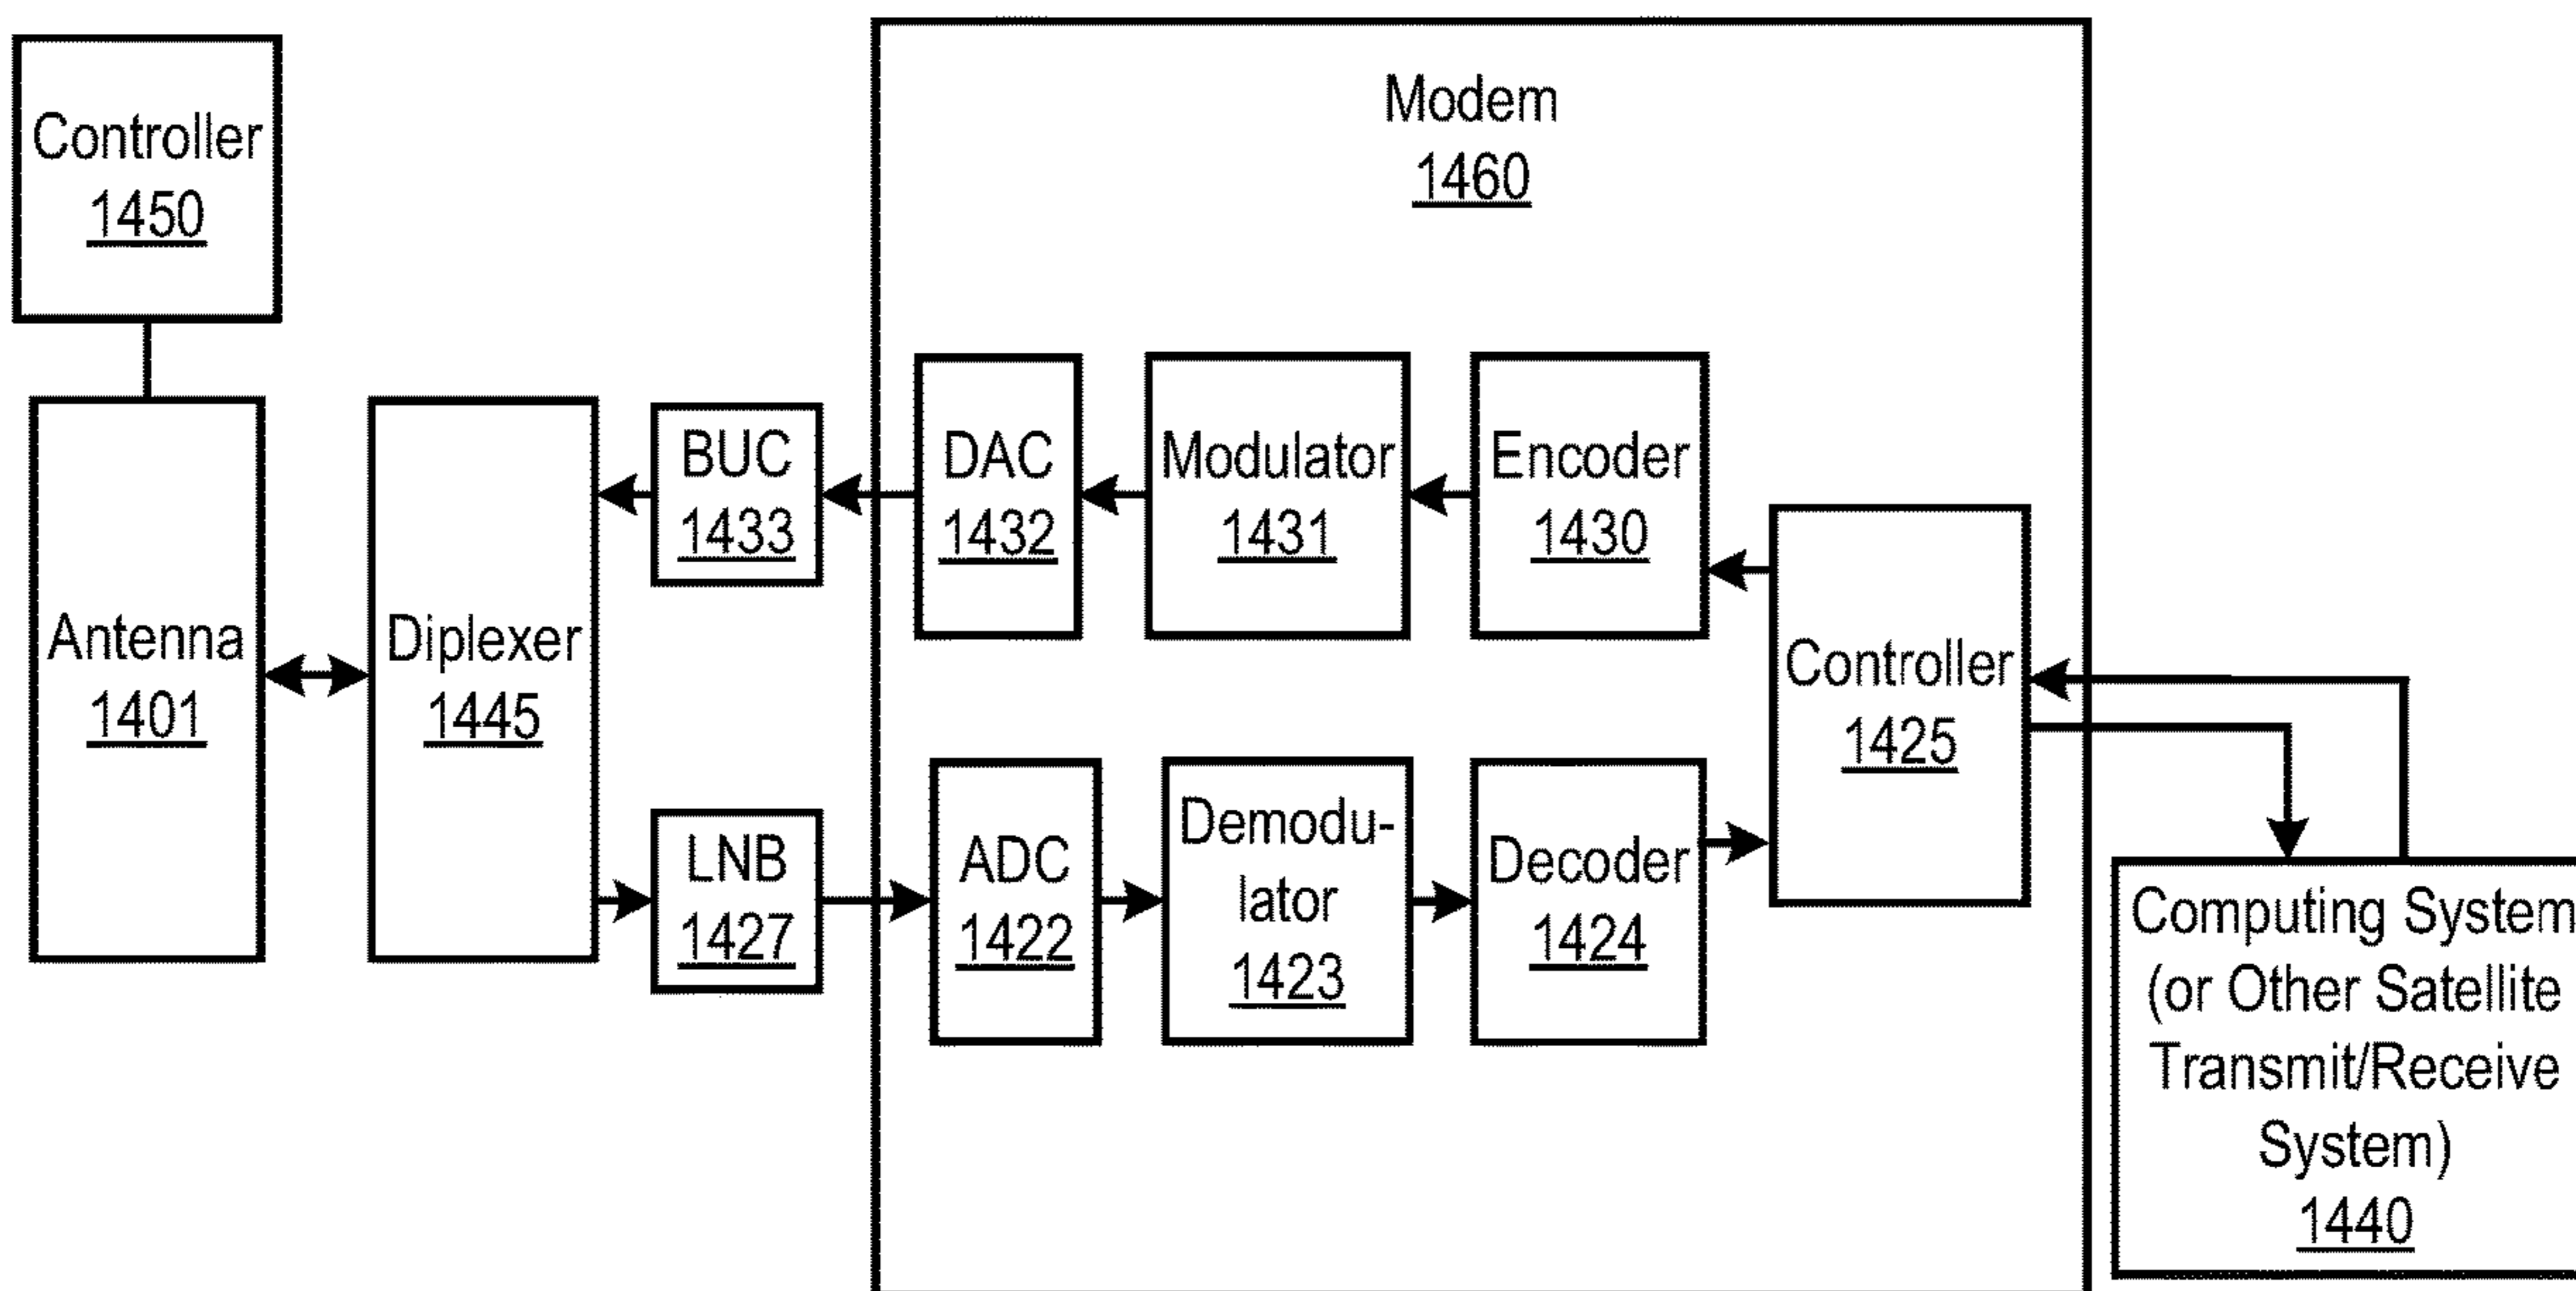 Controller
1450
Modem
1460
Antenna
1401
Diplexer
1445
BUC
1433
DAC
1432
Modulator
1431
Encoder
1430
Controller
1425
LNB
1427
ADC
1422
Demodu-
lator
1423
Decoder
1424
Computing System
(or Other Satellite
Transmit/Receive
System)
1440